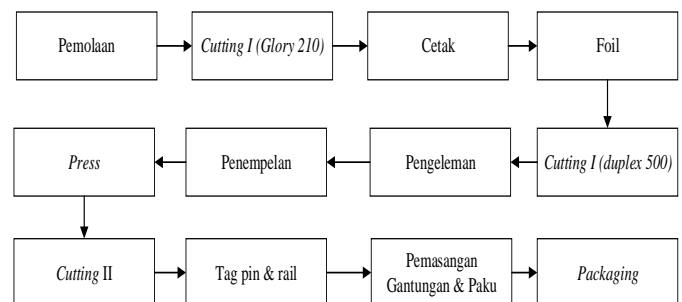 Pemolaan
Cutting I (Glory 210)
Cetak
Foil
Cutting I (duplex 500)
Pengeleman
Penempelan
Press
Cutting II
Tag pin & rail
Pemasangan
Gantungan & Paku
Packaging